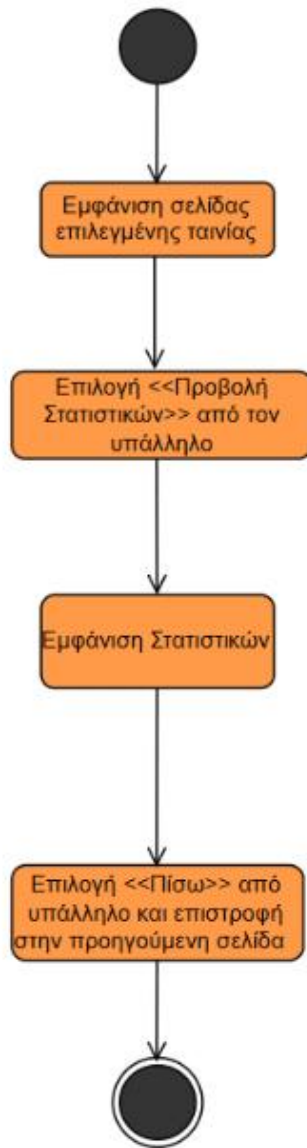 Εμφάνιση σελίδας
επιλεγμένης ταινίας
Επιλογή <<Προβολή
Στατιστικών>> από τον
υπάλληλο
Εμφάνιση Στατιστικών
Επιλογή <<Πίσω>> από
υπάλληλο και επιστροφή
στην προηγούμενη σελίδα